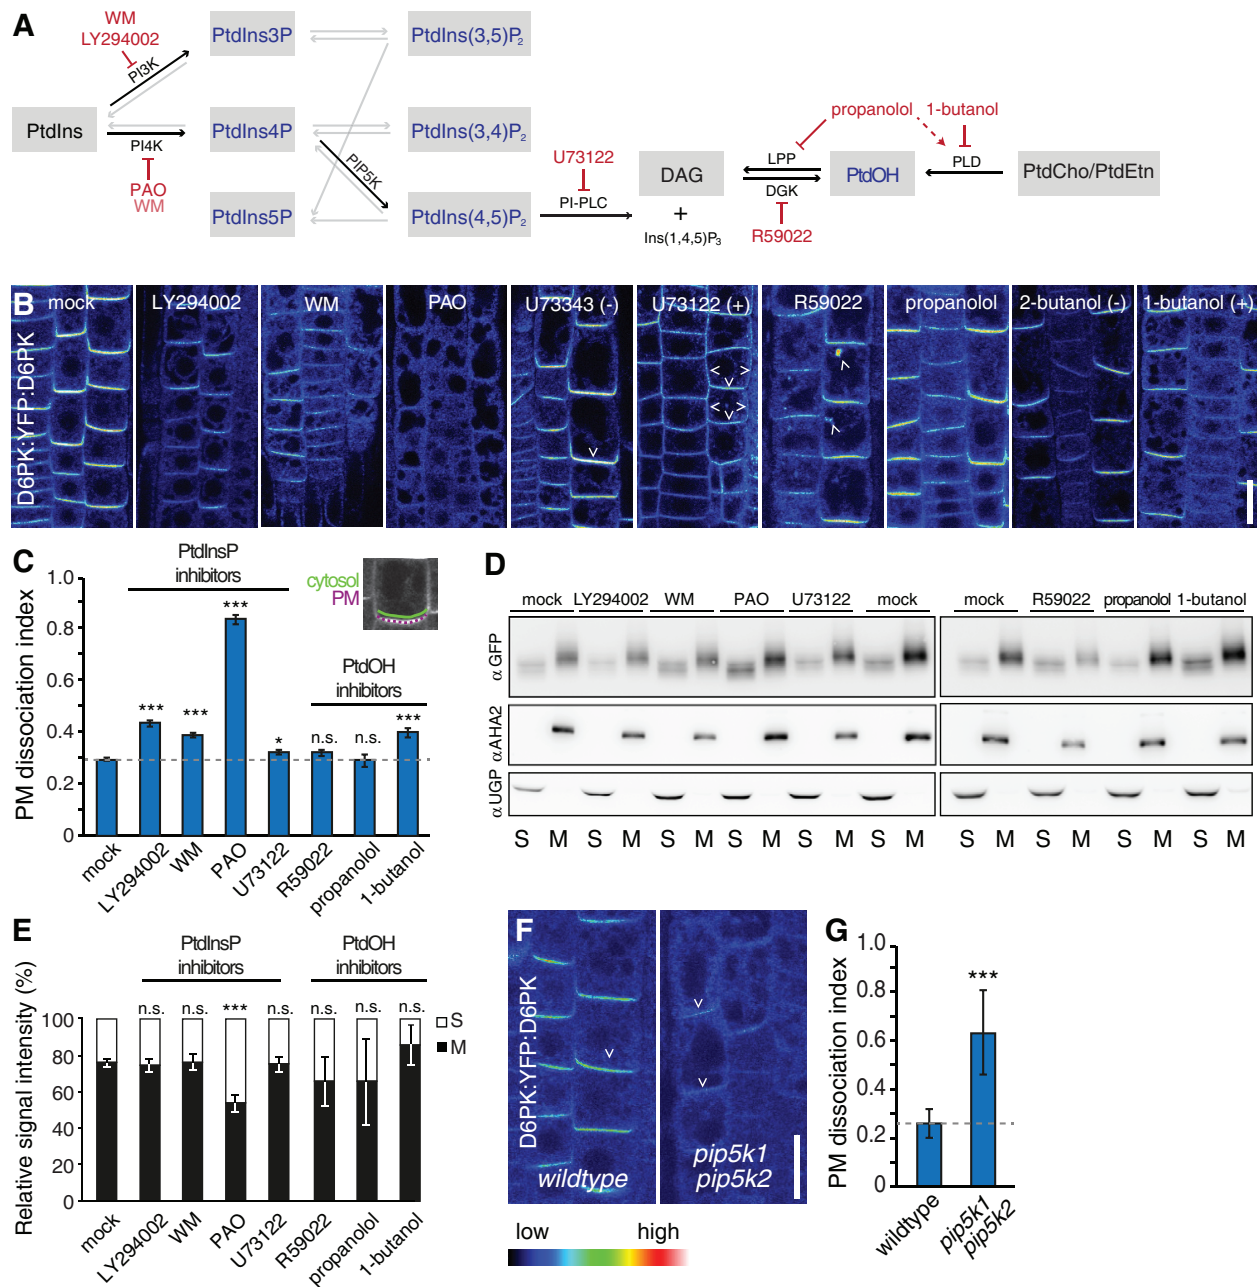 A
WM
LY294002
PI3K
PtdIns3P
PtdIns(3,5)P2
PtdIns
PI4K
PtdIns4P
PIP5K
PtdIns(3,4)P2
PAO
WM
PtdIns5P
PtdIns(4,5)P2
U73122
PI-PLC
DAG
+
Ins(1,4,5)P3
propanolol 1-butanol
LPP
DGK
R59022
PtdOH
PLD
PtdCho/PtdEtn
B
D6PK:YFP:D6PK
mock LY294002 WM PAO U73343 (-) U73122 (+) R59022 propanolol 2-butanol (-) 1-butanol (+)
C
PtdInsP
inhibitors
cytosol
PM
PtdOH
inhibitors
PM dissociation index
1.0
0.8
0.6
0.4
0.2
0
*** *** *** * n.s. n.s. ***
mock LY294002 WM PAO U73122 R59022 propanolol 1-butanol
D
mock LY294002 WM PAO U73122 mock mock R59022 propanolol 1-butanol
αGFP
αAHA2
αUGP
S M S M S M S M S M S M S M S M S M S M
E
PtdInsP
inhibitors
PtdOH
inhibitors
Relative signal intensity (%)
100
80
60
40
20
0
n.s. n.s. *** n.s. n.s. n.s. n.s.
S
M
mock LY294002 WM PAO U73122 R59022 propanolol 1-butanol
F
D6PK:YFP:D6PK
wildtype
pip5k1
pip5k2
low high
G
PM dissociation index
1.0
0.8
0.6
0.4
0.2
0
***
wildtype
pip5k1
pip5k2